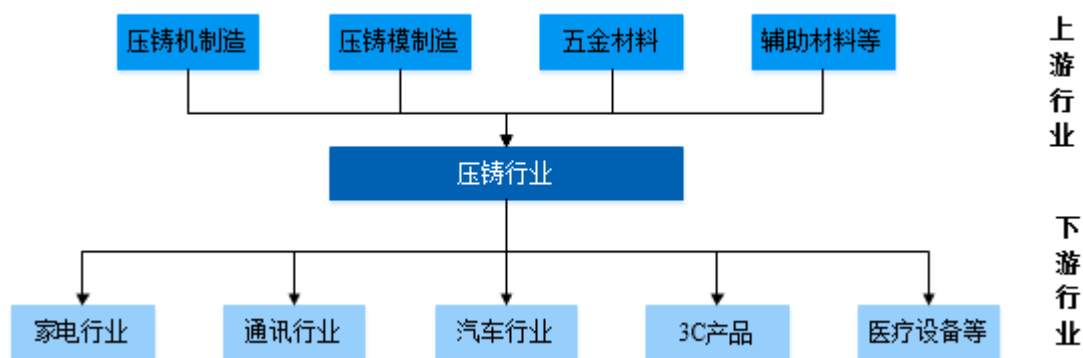 压铸机制造
压铸模制造
五金材料
辅助材料等
上游行业
压铸行业
下游行业
家电行业
通讯行业
汽车行业
3C产品
医疗设备等